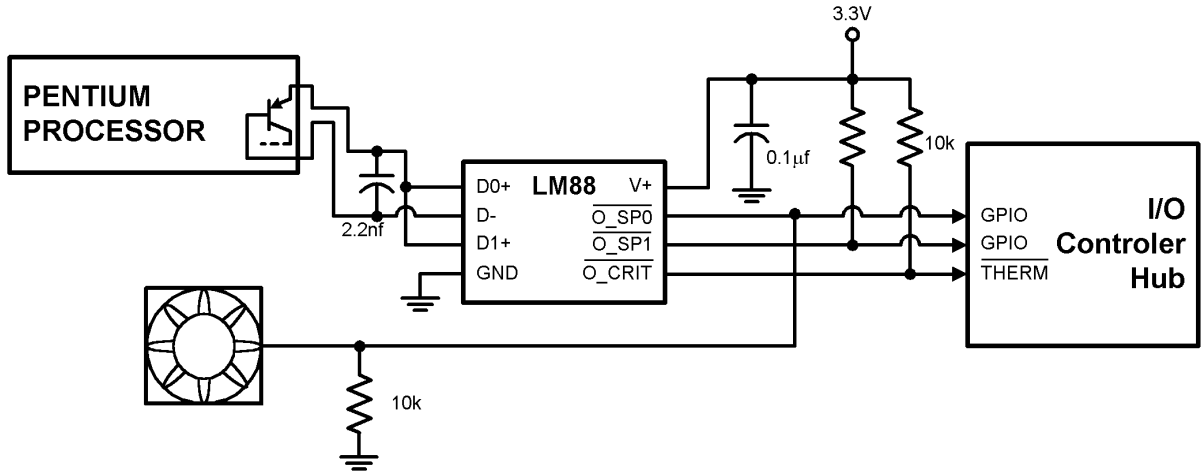 3.3V
PENTIUM
PROCESSOR
10k
0.1μf
LM88
D0+
V+
D-
O_SP0
D1+
O_SP1
GND
O_CRIT
2.2nf
GPIO
GPIO
THERM
I/O
Controler
Hub
10k